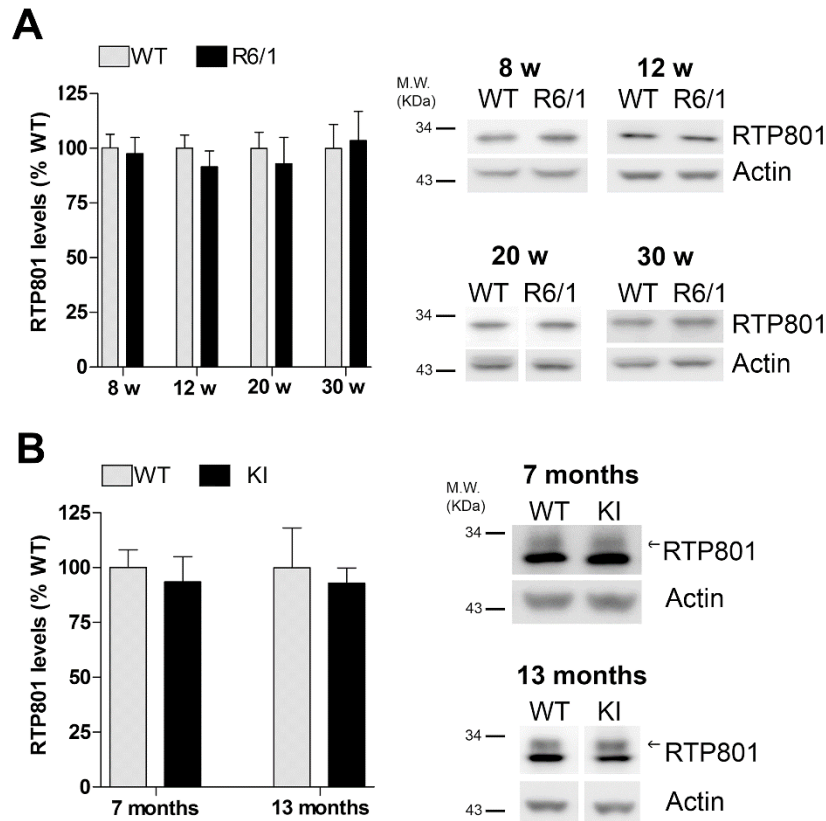 A
WT R6/1
RTP801 levels (% WT)
125
100
75
50
25
0
8 w 12 w 20 w 30 w
M.W.
(KDa)
8 w 12 w
WT R6/1 WT R6/1
34 RTP801
43 Actin
20 w 30 w
WT R6/1 WT R6/1
34 RTP801
43 Actin
B
WT KI
RTP801 levels (% WT)
125
100
75
50
25
0
7 months 13 months
M.W.
(KDa)
7 months
WT KI
34 ←RTP801
43 Actin
13 months
WT KI
34 ←RTP801
43 Actin